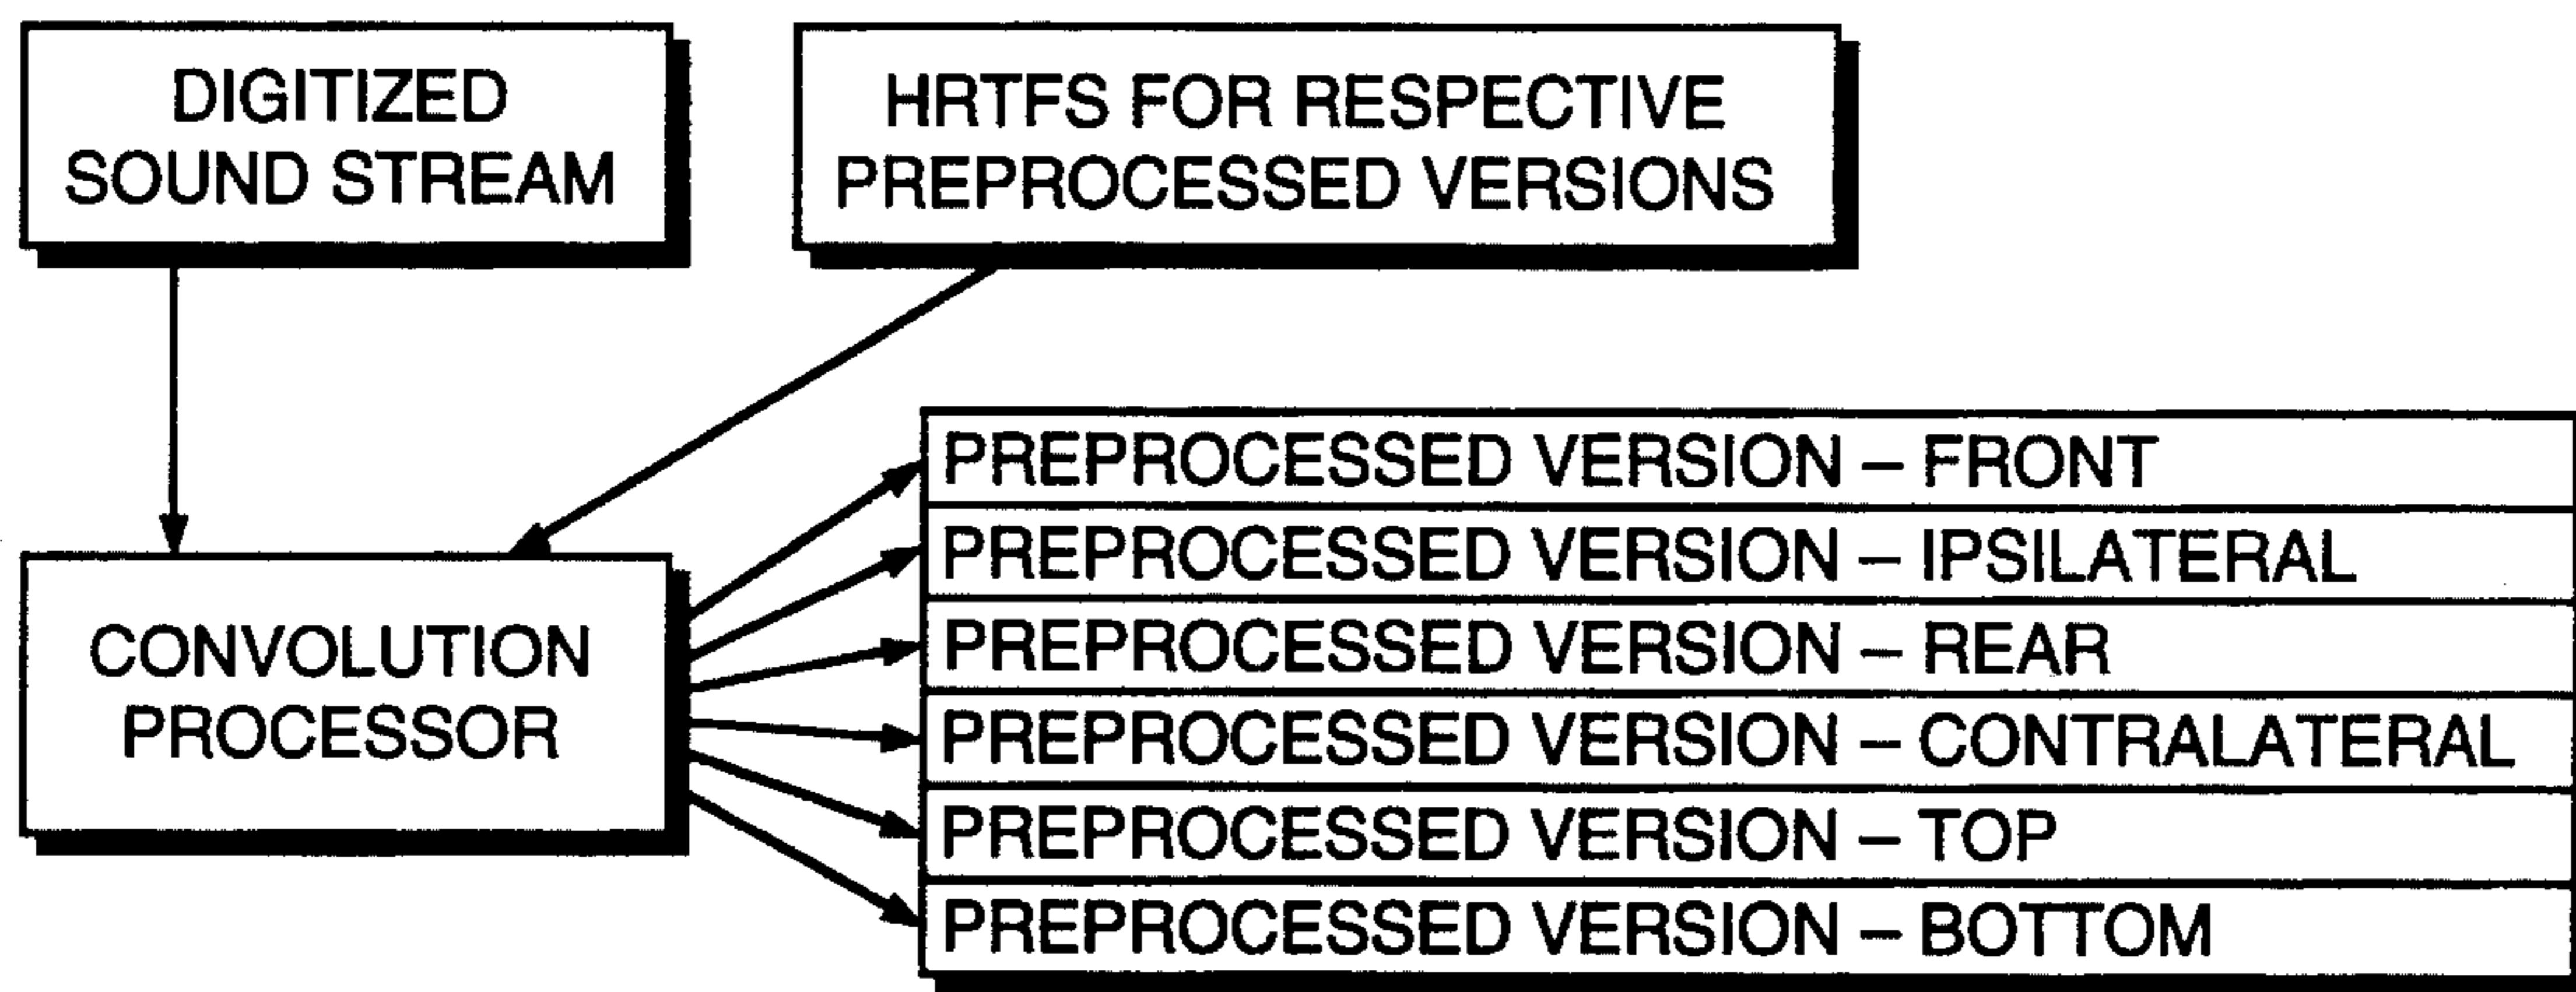 DIGITIZED
SOUND STREAM
HRTFS FOR RESPECTIVE
PREPROCESSED VERSIONS
CONVOLUTION
PROCESSOR
PREPROCESSED VERSION – FRONT
PREPROCESSED VERSION – IPSILATERAL
PREPROCESSED VERSION – REAR
PREPROCESSED VERSION – CONTRALATERAL
PREPROCESSED VERSION – TOP
PREPROCESSED VERSION – BOTTOM